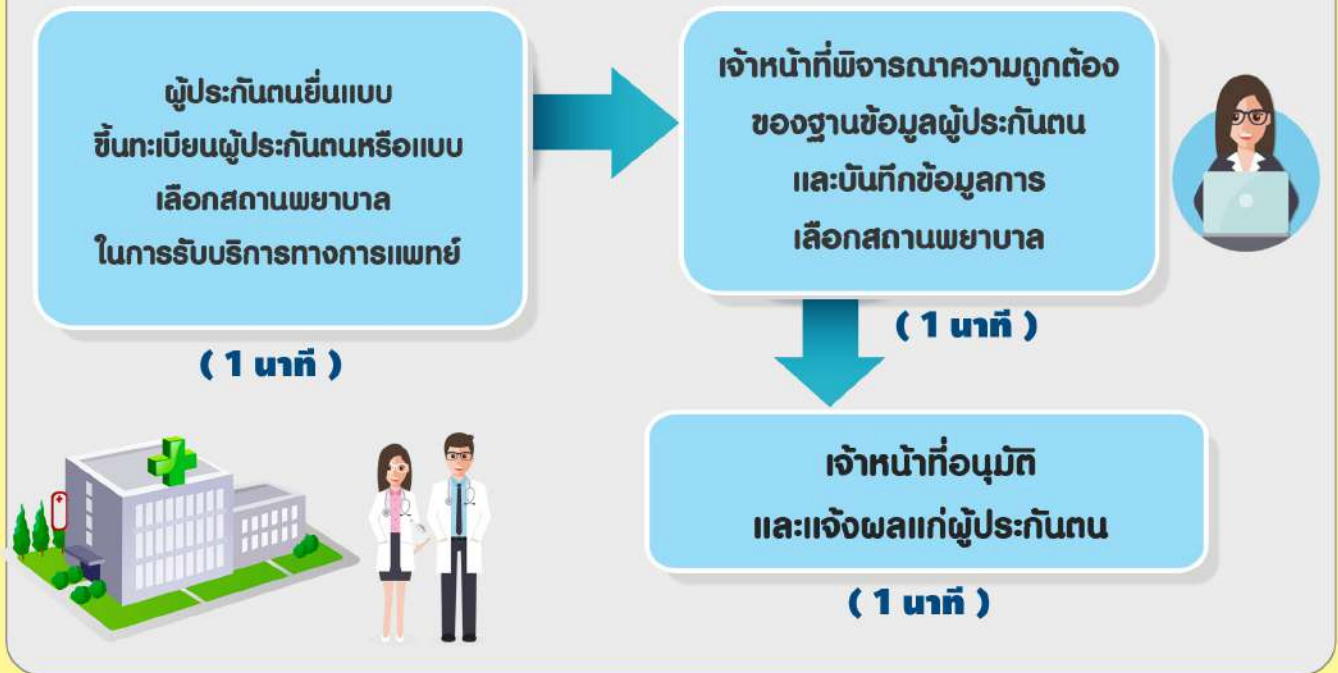 ผู้ประกันตนยื่นแบบ
ขึ้นทะเบียนผู้ประกันตนหรือแบบ
เลือกสถานพยาบาล
ในการรับบริการทางการแพทย์
( 1 นาที )
เจ้าหน้าที่พิจารณาความถูกต้อง
ของฐานข้อมูลผู้ประกันตน
และบันทึกข้อมูลการ
เลือกสถานพยาบาล
( 1 นาที )
เจ้าหน้าที่อนุมัติ
และแจ้งผลแก่ผู้ประกันตน
( 1 นาที )